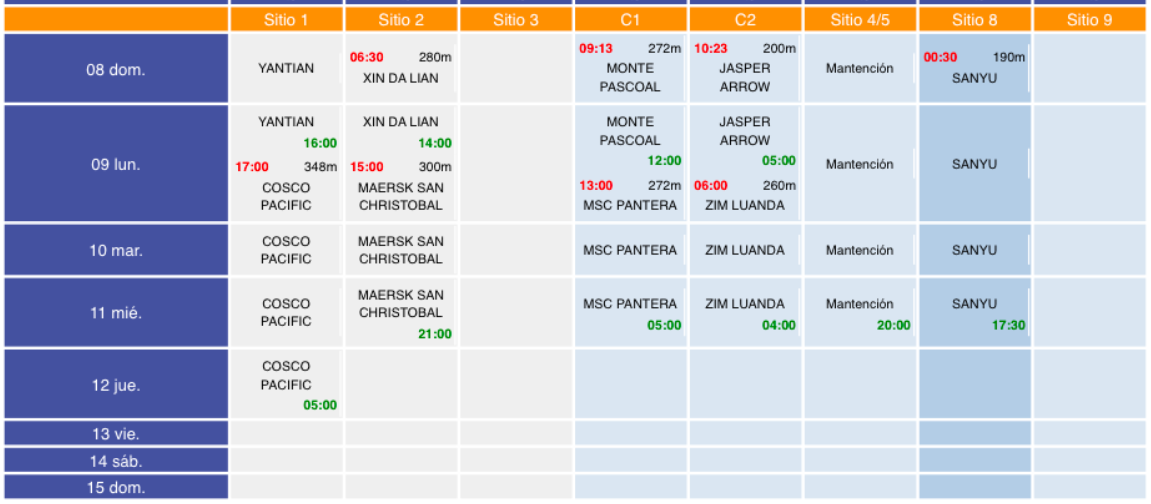 Sitio 1 Sitio 2 Sitio 3 C1 C2 Sitio 4/5 Sitio 8 Sitio 9
08 dom.
YANTIAN
06:30 280m
XIN DA LIAN
09:13 272m
MONTE
PASCOAL
10:23 200m
JASPER
ARROW
Mantención
00:30 190m
SANYU
09 lun.
YANTIAN
16:00
17:00 348m
COSCO
PACIFIC
XIN DA LIAN
14:00
15:00 300m
MAERSK SAN
CHRISTOBAL
MONTE
PASCOAL
12:00
13:00 272m
MSC PANTERA
JASPER
ARROW
05:00
06:00 260m
ZIM LUANDA
Mantención
SANYU
10 mar.
COSCO
PACIFIC
MAERSK SAN
CHRISTOBAL
MSC PANTERA
ZIM LUANDA
Mantención
SANYU
11 mié.
COSCO
PACIFIC
MAERSK SAN
CHRISTOBAL
21:00
MSC PANTERA
05:00
ZIM LUANDA
04:00
Mantención
20:00
SANYU
17:30
12 jue.
COSCO
PACIFIC
05:00
13 vie.
14 sáb.
15 dom.